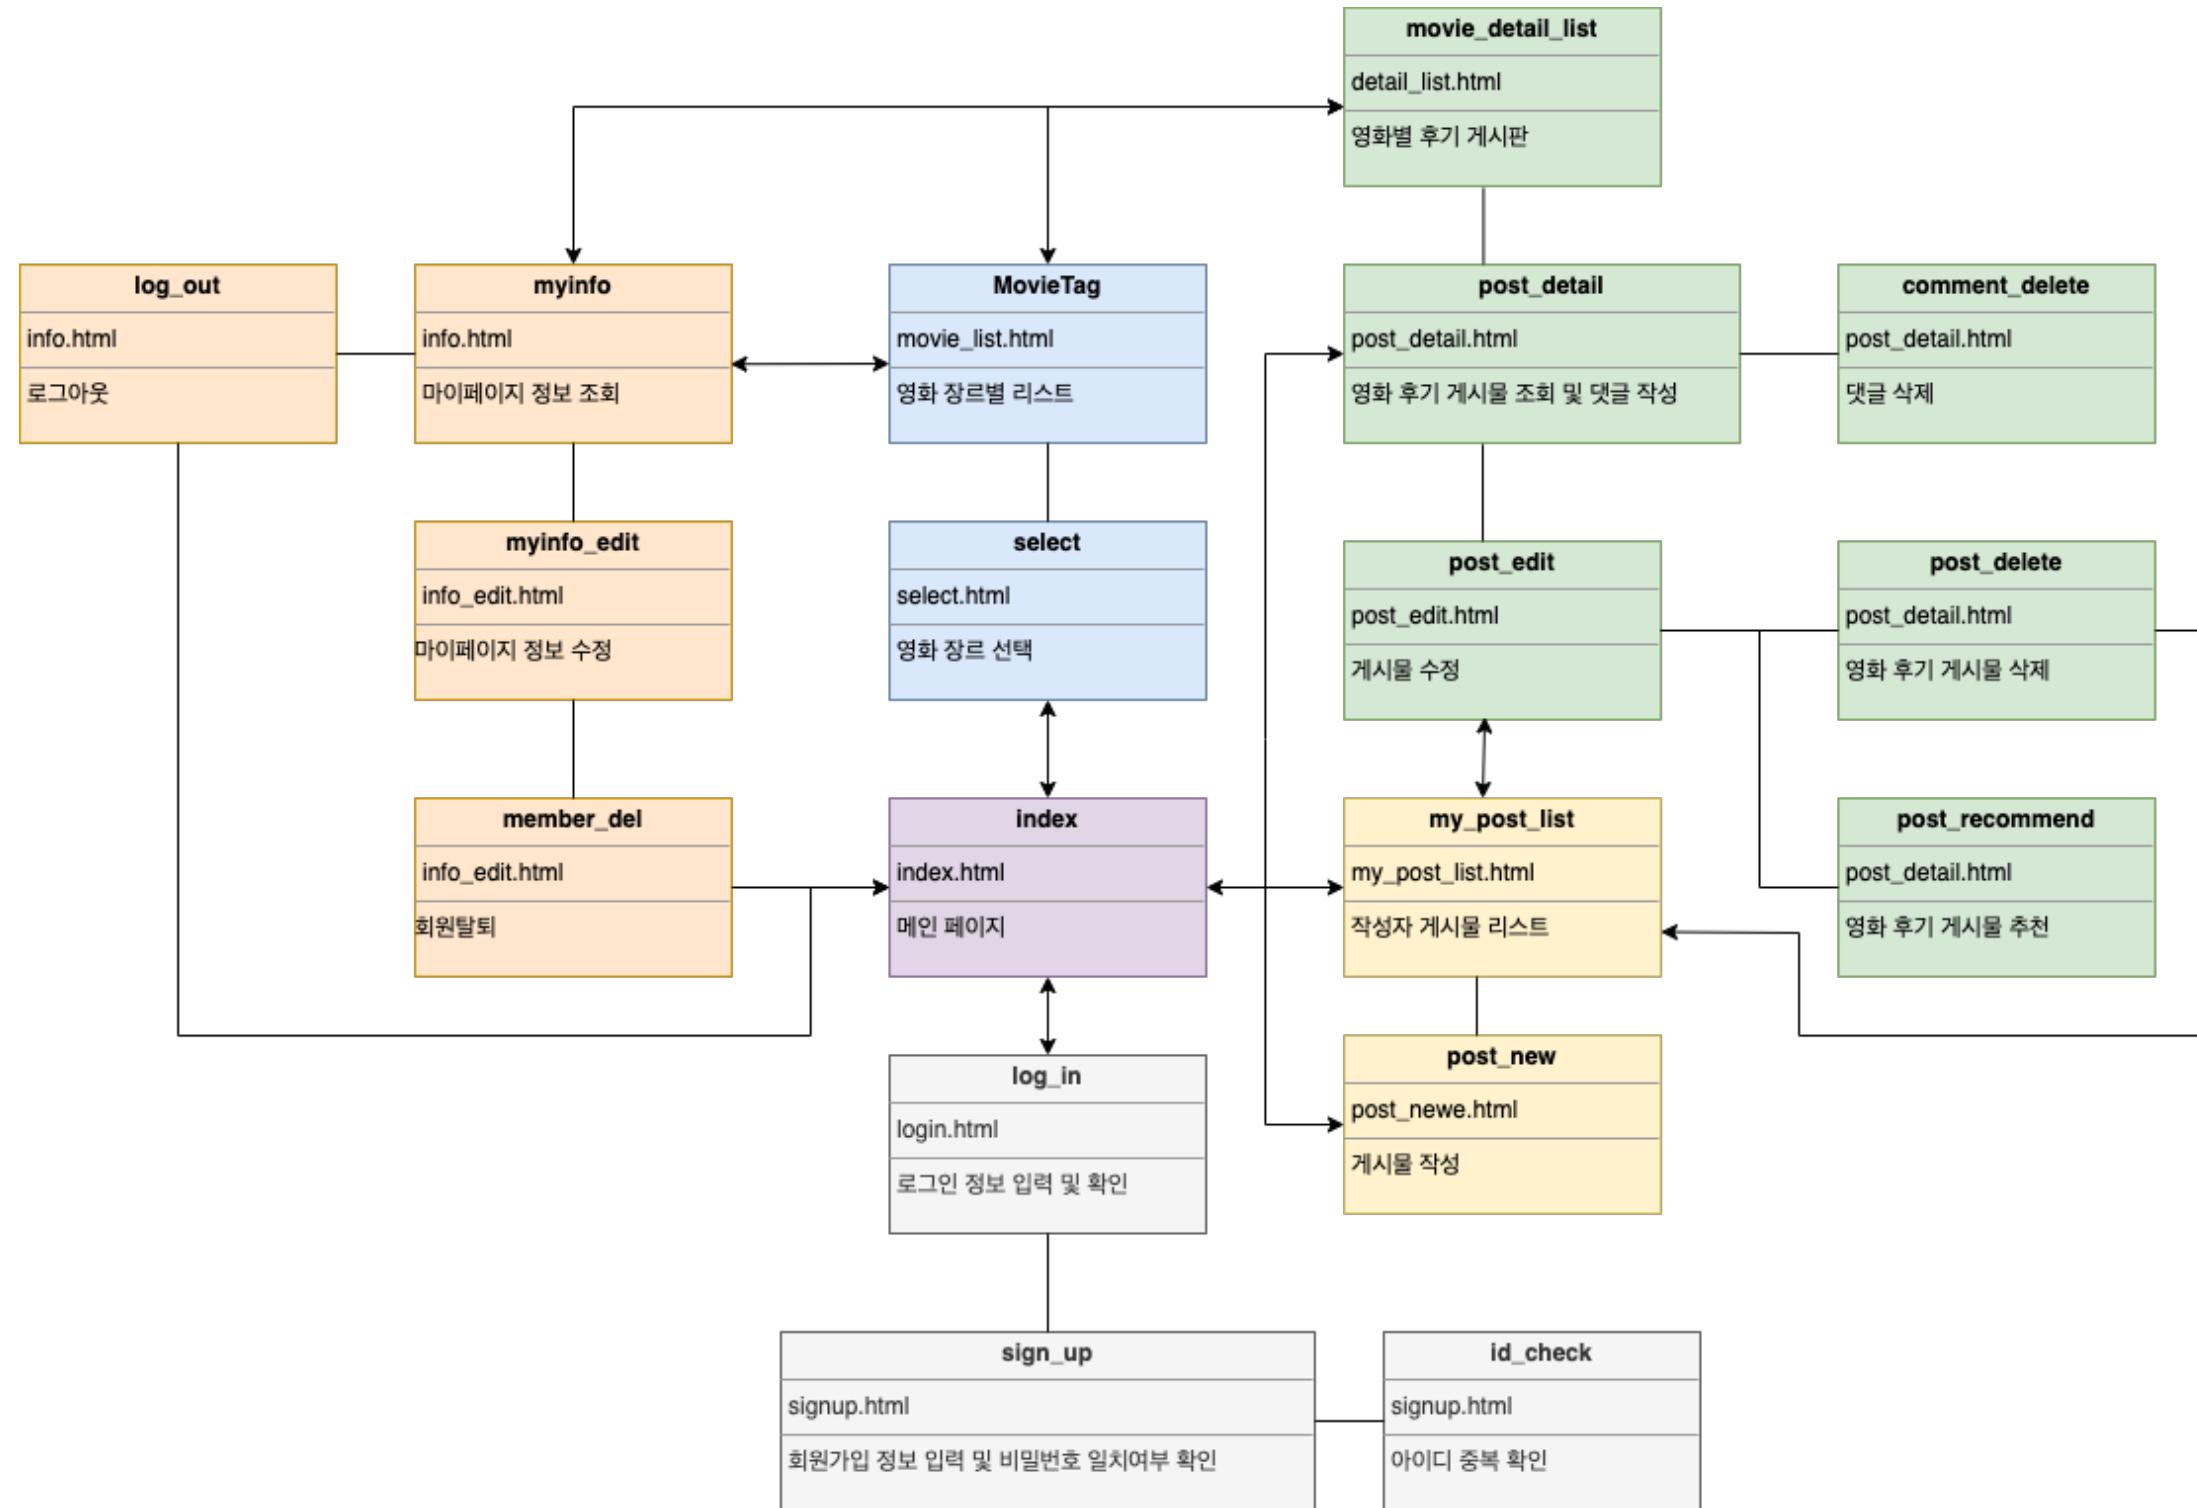 movie_detail_list
detail_list.html
영화별 후기 게시판
log_out
info.html
로그아웃
myinfo
info.html
마이페이지 정보 조회
MovieTag
movie_list.html
영화 장르별 리스트
post_detail
post_detail.html
영화 후기 게시물 조회 및 댓글 작성
comment_delete
post_detail.html
댓글 삭제
myinfo_edit
info_edit.html
마이페이지 정보 수정
select
select.html
영화 장르 선택
post_edit
post_edit.html
게시물 수정
post_delete
post_detail.html
영화 후기 게시물 삭제
member_del
info_edit.html
회원탈퇴
index
index.html
메인 페이지
my_post_list
my_post_list.html
작성자 게시물 리스트
post_recommend
post_detail.html
영화 후기 게시물 추천
log_in
login.html
로그인 정보 입력 및 확인
post_new
post_newe.html
게시물 작성
sign_up
signup.html
회원가입 정보 입력 및 비밀번호 일치여부 확인
id_check
signup.html
아이디 중복 확인